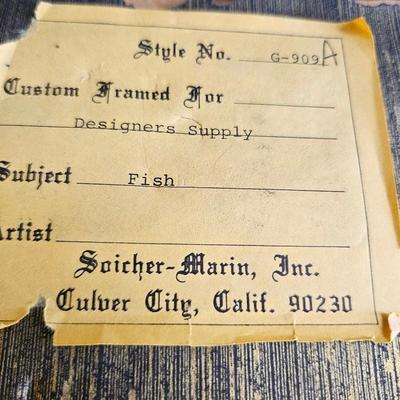 Style No. G-909A
Custom Framed For
Designers Supply
Subject Fish
Artist
Soicher-Marin, Inc.
Culver City, Calif. 90230